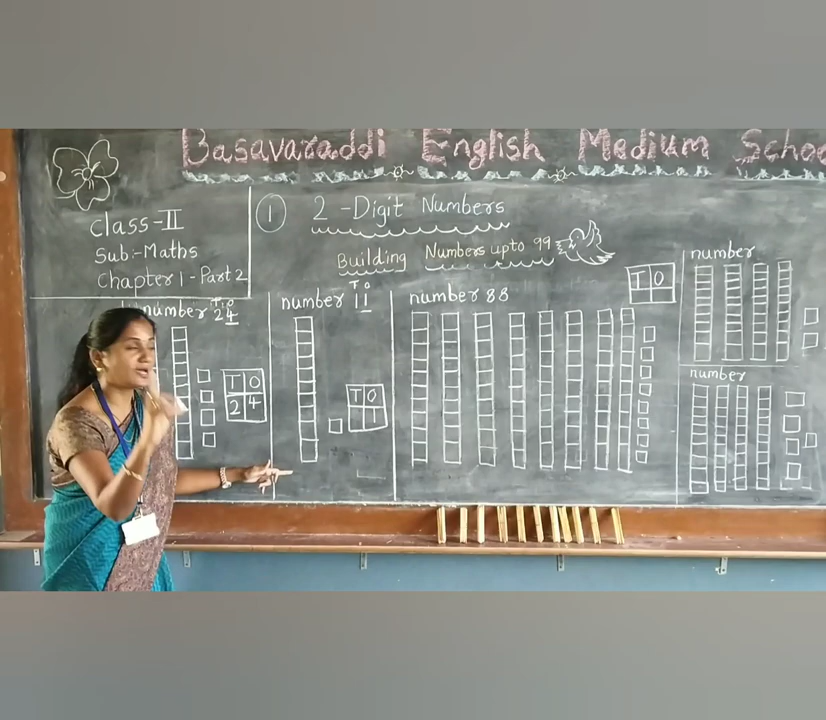 Basavaraddi English Medium Schoo
Class-II
Sub:-Maths
Chapter 1 - Part 2
1 2-Digit Numbers
Building Numbers upto 99
number 24
T O
T O
2 4
number 11
T O
T O
1
number 88
T O
number
number